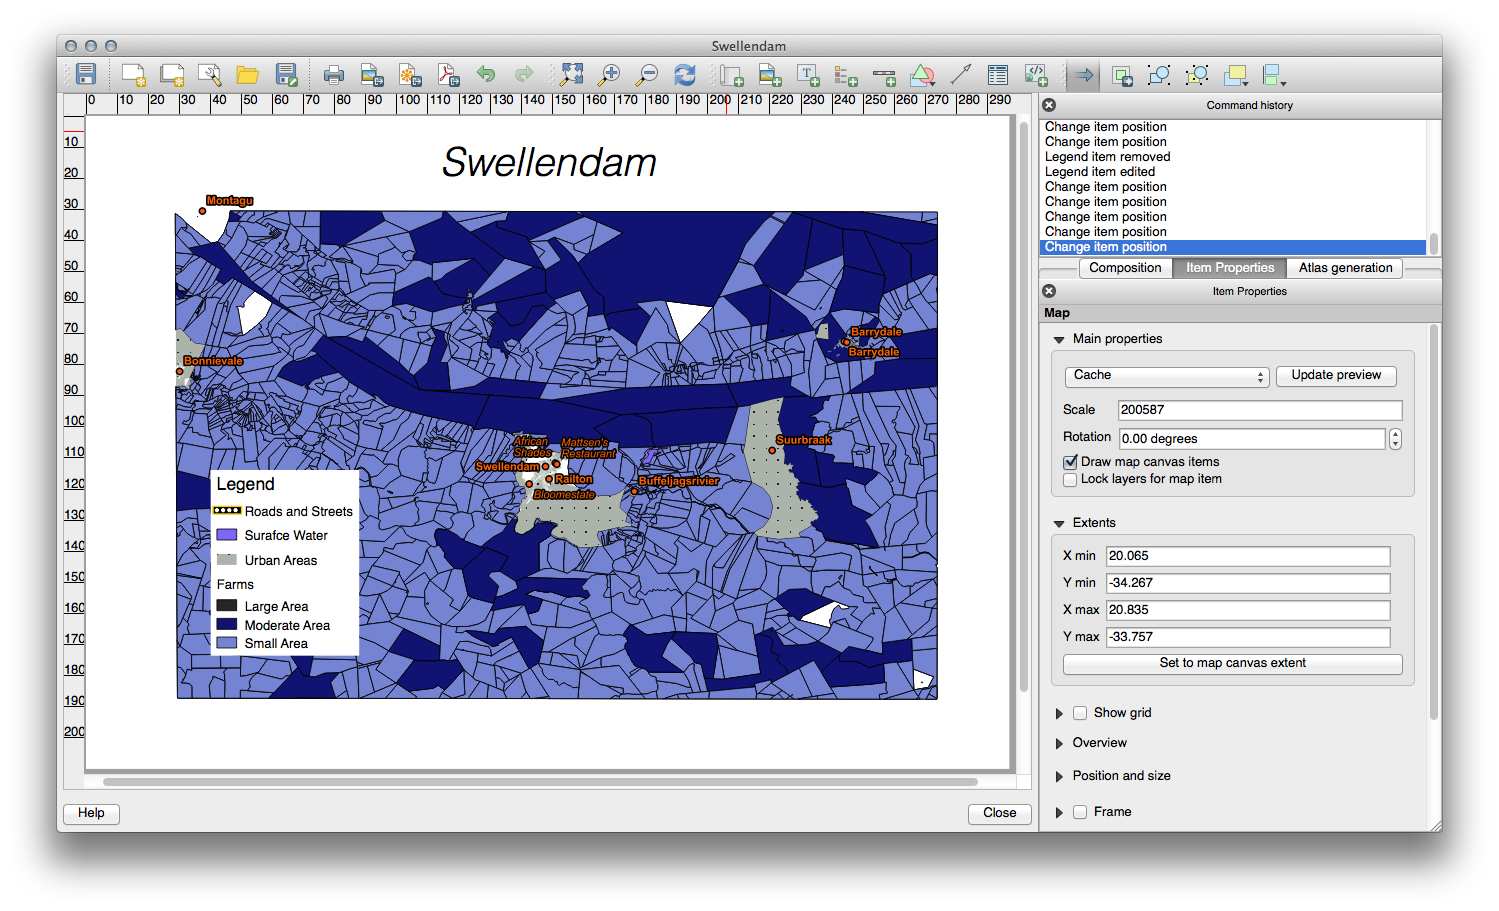 Swellendam
0 10 20 30 40 50 60 70 80 90 100 110 120 130 140 150 160 170 180 190 200 210 220 230 240 250 260 270 280 290
10
20
30
40
50
60
70
80
90
100
110
120
130
140
150
160
170
180
190
200
Swellendam
Montagu
Barrydale
Barrydale
Bonnievale
African
Shades
Mattsen's
Restaurant
Suurbraak
Swellendam
Railton
Buffeljagsrivier
Bloomestate
Legend
Roads and Streets
Surafce Water
Urban Areas
Farms
Large Area
Moderate Area
Small Area
Help
Close
Command history
Change item position
Change item position
Legend item removed
Legend item edited
Change item position
Change item position
Change item position
Change item position
Change item position
Composition Item Properties Atlas generation
Item Properties
Map
Main properties
Cache Update preview
Scale 200587
Rotation 0.00 degrees
Draw map canvas items
Lock layers for map item
Extents
X min 20.065
Y min -34.267
X max 20.835
Y max -33.757
Set to map canvas extent
Show grid
Overview
Position and size
Frame